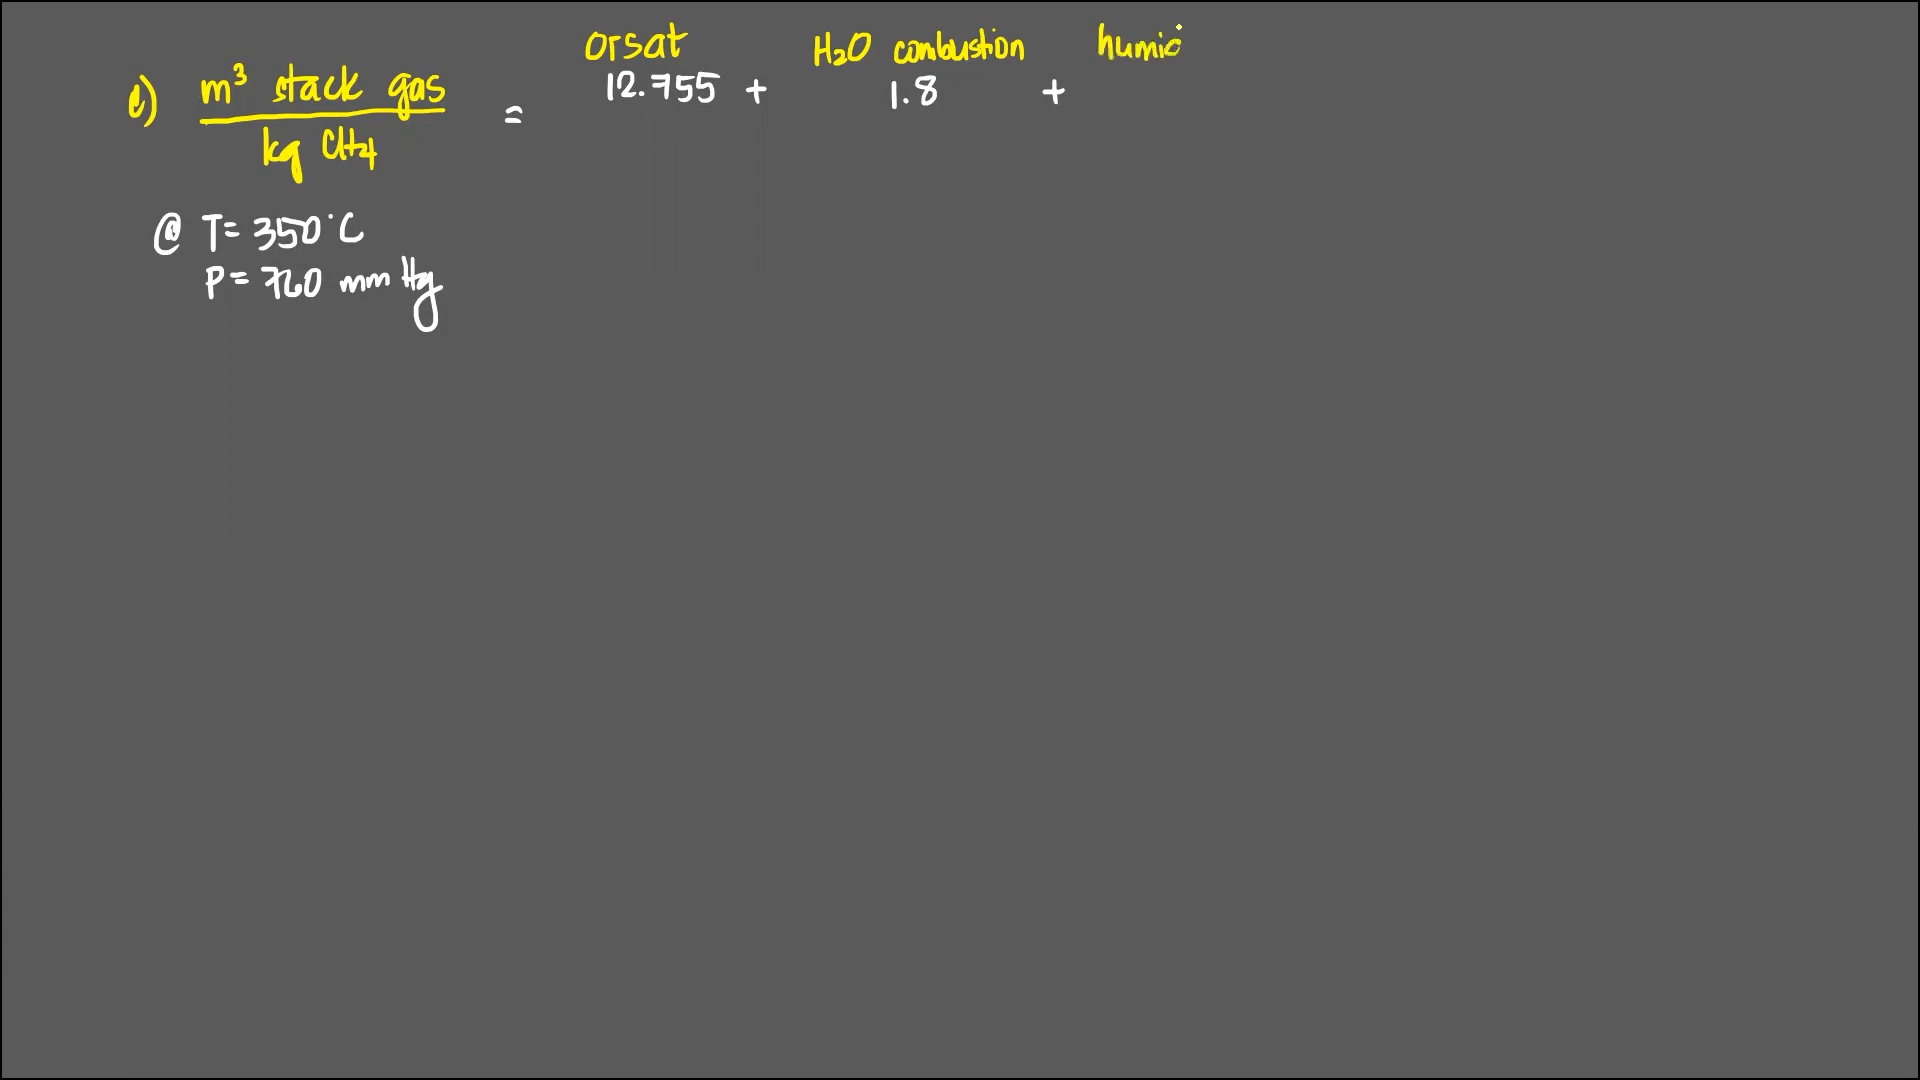 Orsat H₂O combustion humid
e) m³ stack gas = 12.755 + 1.8 +
kg CH4
@ T= 350°C
P= 760 mm Hg